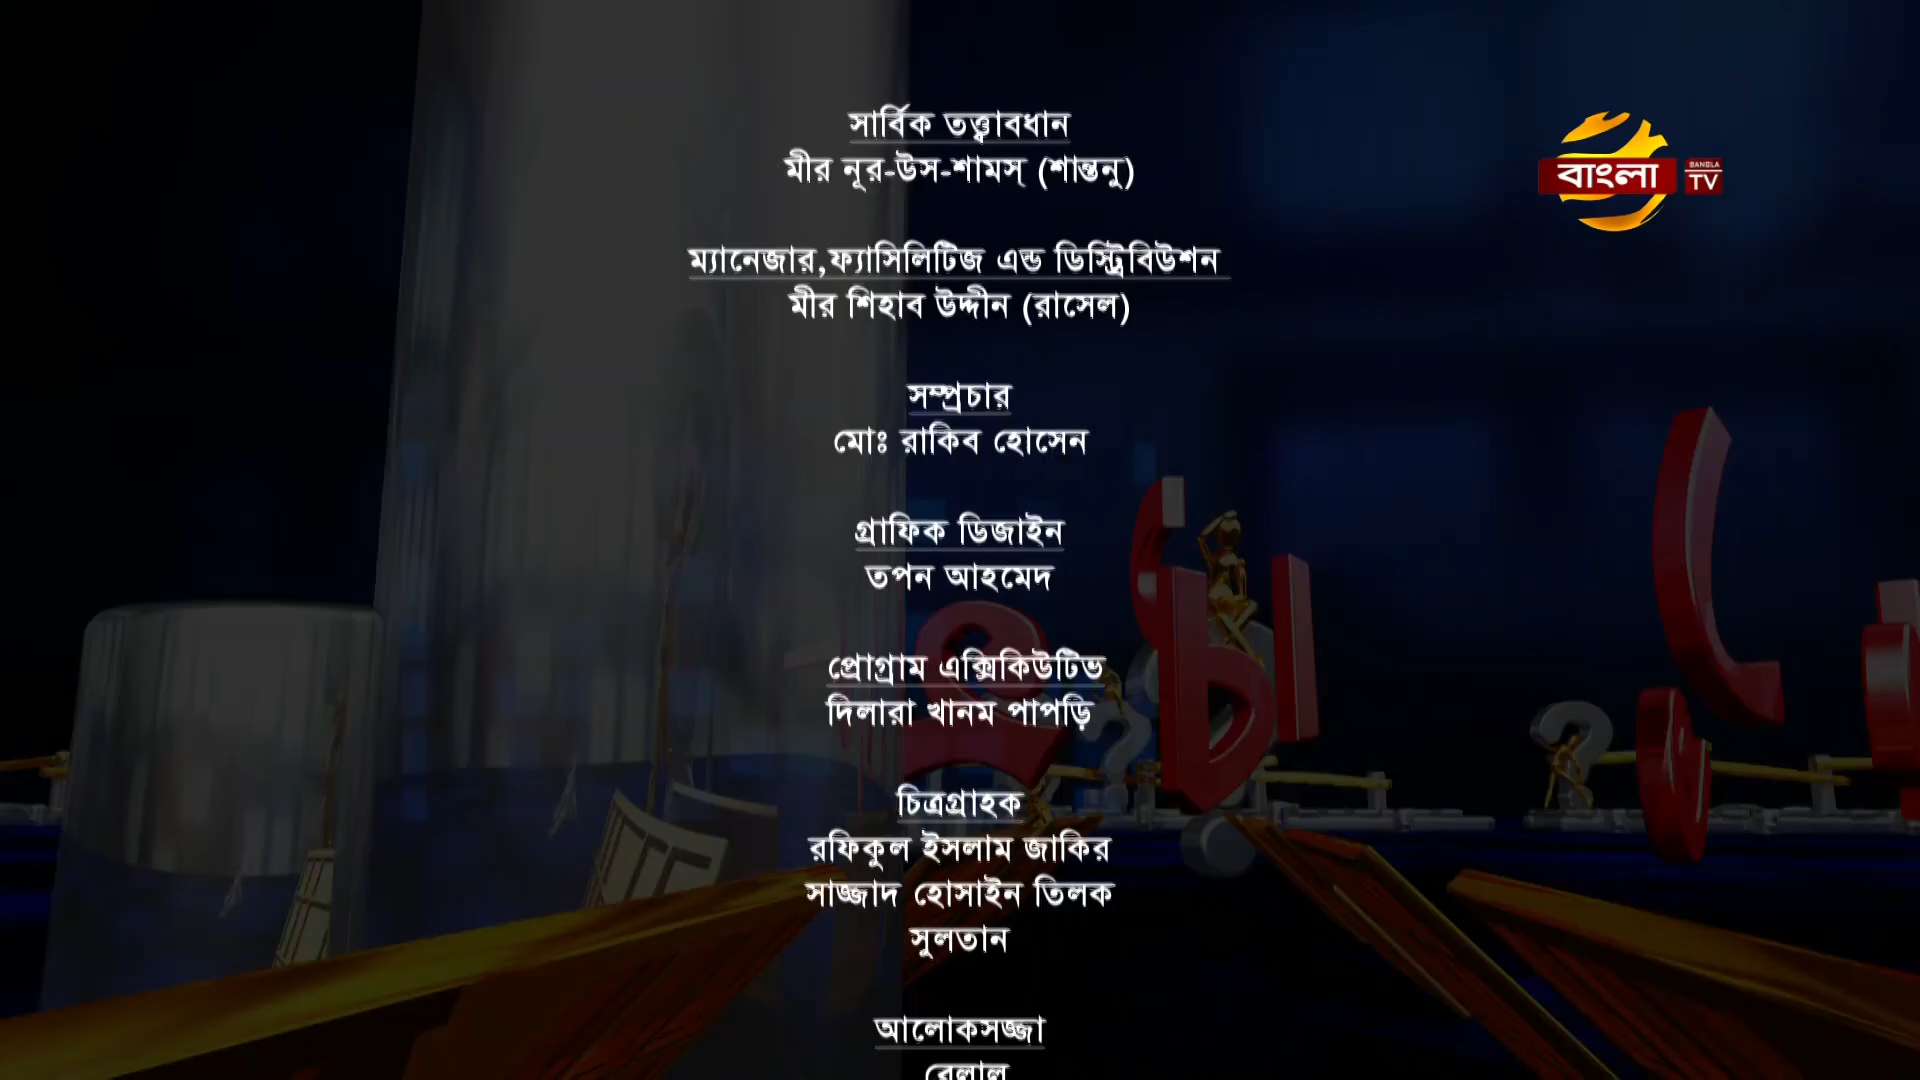 সার্বিক তত্ত্বাবধান
মীর নূর-উস-শামস্ (শান্তনু)
ম্যানেজার,ফ্যাসিলিটিজ এন্ড ডিস্ট্রিবিউশন
মীর শিহাব উদ্দীন (রাসেল)
সম্প্রচার
মোঃ রাকিব হোসেন
গ্রাফিক ডিজাইন
তপন আহমেদ
প্রোগ্রাম এক্সিকিউটিভ
দিলারা খানম পাপড়ি
চিত্রগ্রাহক
রফিকুল ইসলাম জাকির
সাজ্জাদ হোসাইন তিলক
সুলতান
আলোকসজ্জা
বেলাল
বাংলা
BANGLA
TV